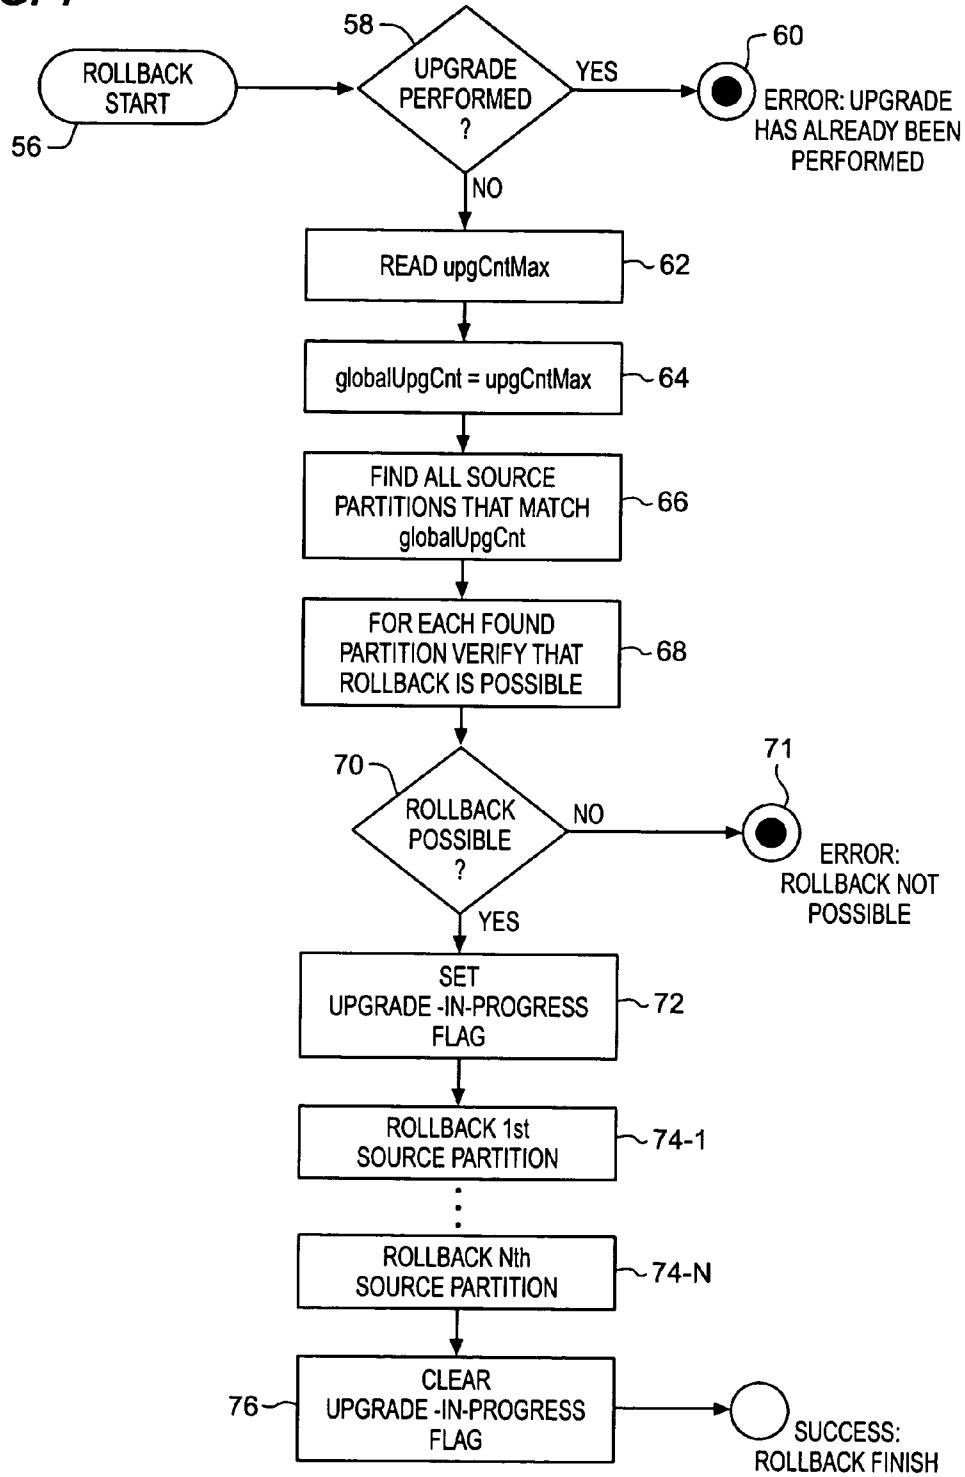 58
60
ROLLBACK
START
56
UPGRADE
PERFORMED
?
YES
ERROR: UPGRADE
HAS ALREADY BEEN
PERFORMED
NO
READ upgCntMax
62
globalUpgCnt = upgCntMax
64
FIND ALL SOURCE
PARTITIONS THAT MATCH
globalUpgCnt
66
FOR EACH FOUND
PARTITION VERIFY THAT
ROLLBACK IS POSSIBLE
68
70
71
ROLLBACK
POSSIBLE
?
NO
ERROR:
ROLLBACK NOT
POSSIBLE
YES
SET
UPGRADE -IN-PROGRESS
FLAG
72
ROLLBACK 1st
SOURCE PARTITION
74-1
ROLLBACK Nth
SOURCE PARTITION
74-N
76
CLEAR
UPGRADE -IN-PROGRESS
FLAG
SUCCESS:
ROLLBACK FINISH